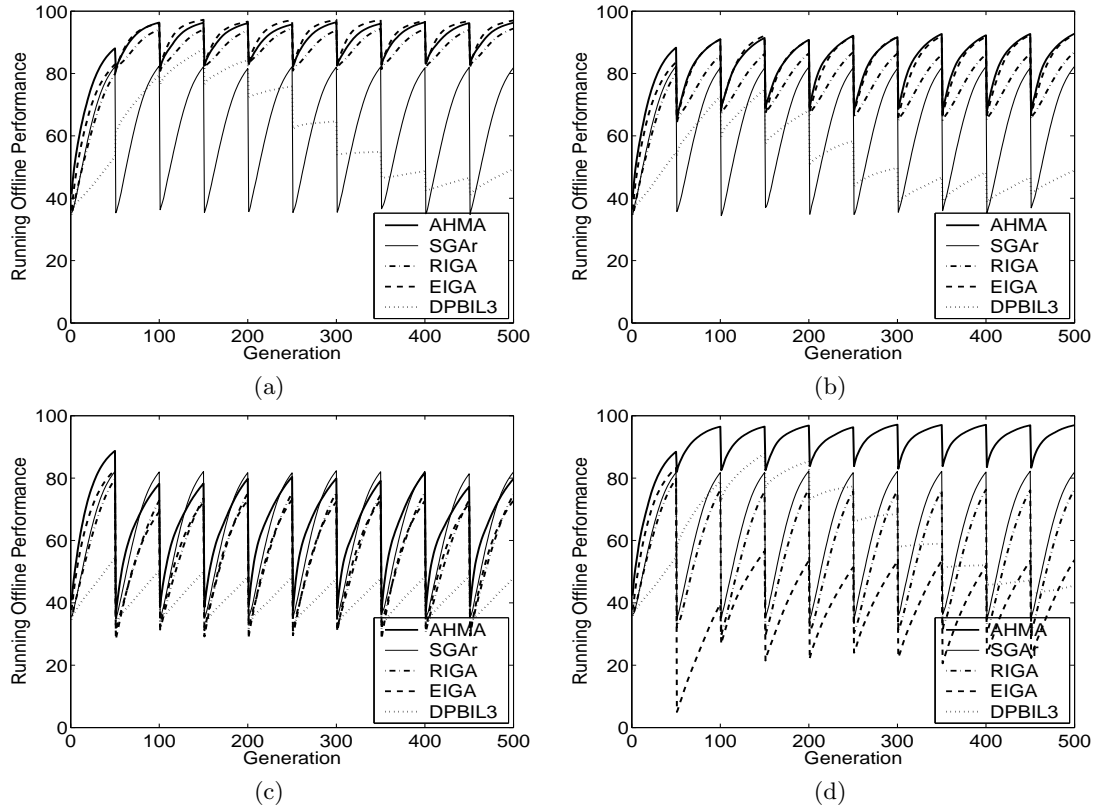 100
80
60
40
20
0
Running Offline Performance
AHMA
SGAr
RIGA
EIGA
DPBIL3
0 100 200 300 400 500
Generation
(a)
100
80
60
40
20
0
Running Offline Performance
AHMA
SGAr
RIGA
EIGA
DPBIL3
0 100 200 300 400 500
Generation
(b)
100
80
60
40
20
0
Running Offline Performance
AHMA
SGAr
RIGA
EIGA
DPBIL3
0 100 200 300 400 500
Generation
(c)
100
80
60
40
20
0
Running Offline Performance
AHMA
SGAr
RIGA
EIGA
DPBIL3
0 100 200 300 400 500
Generation
(d)